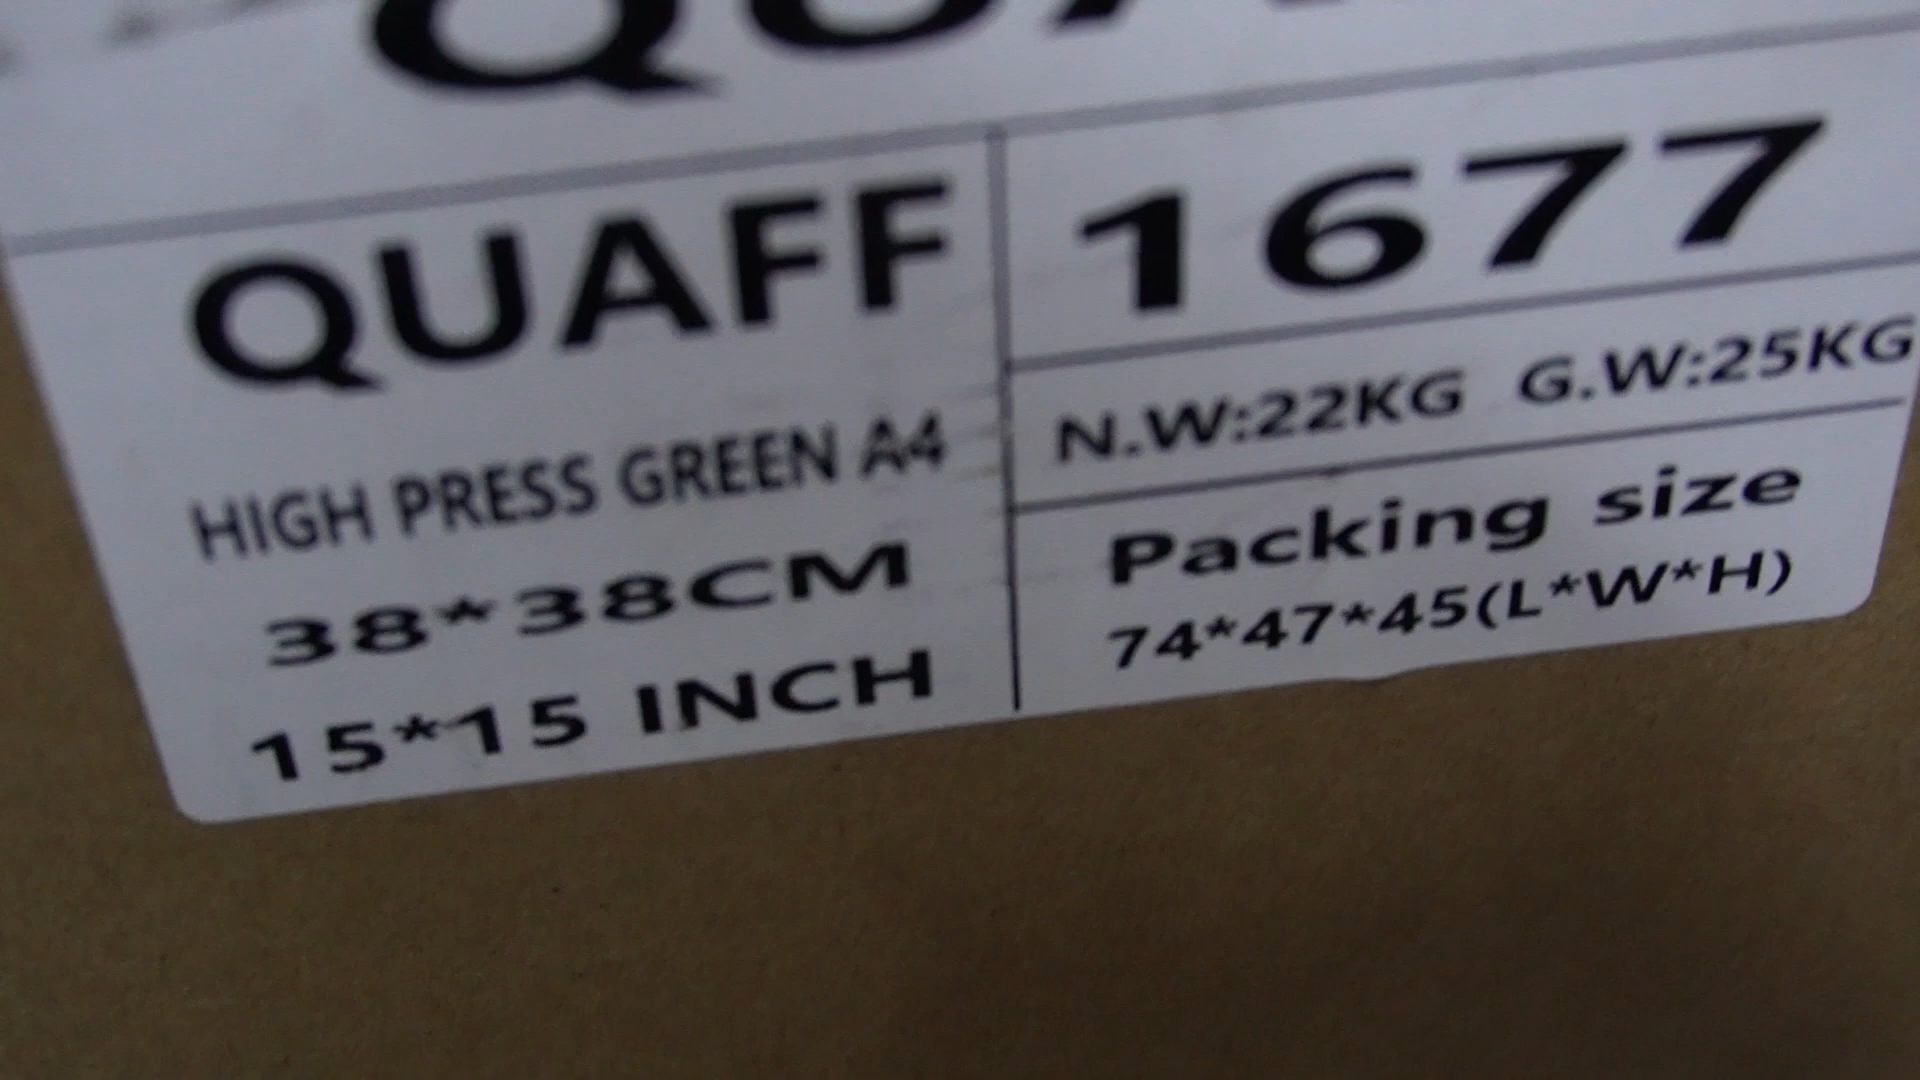 QUAFF
1677
HIGH PRESS GREEN A4
38*38CM
15*15 INCH
N.W:22KG G.W:25KG
Packing size
74*47*45(L*W*H)